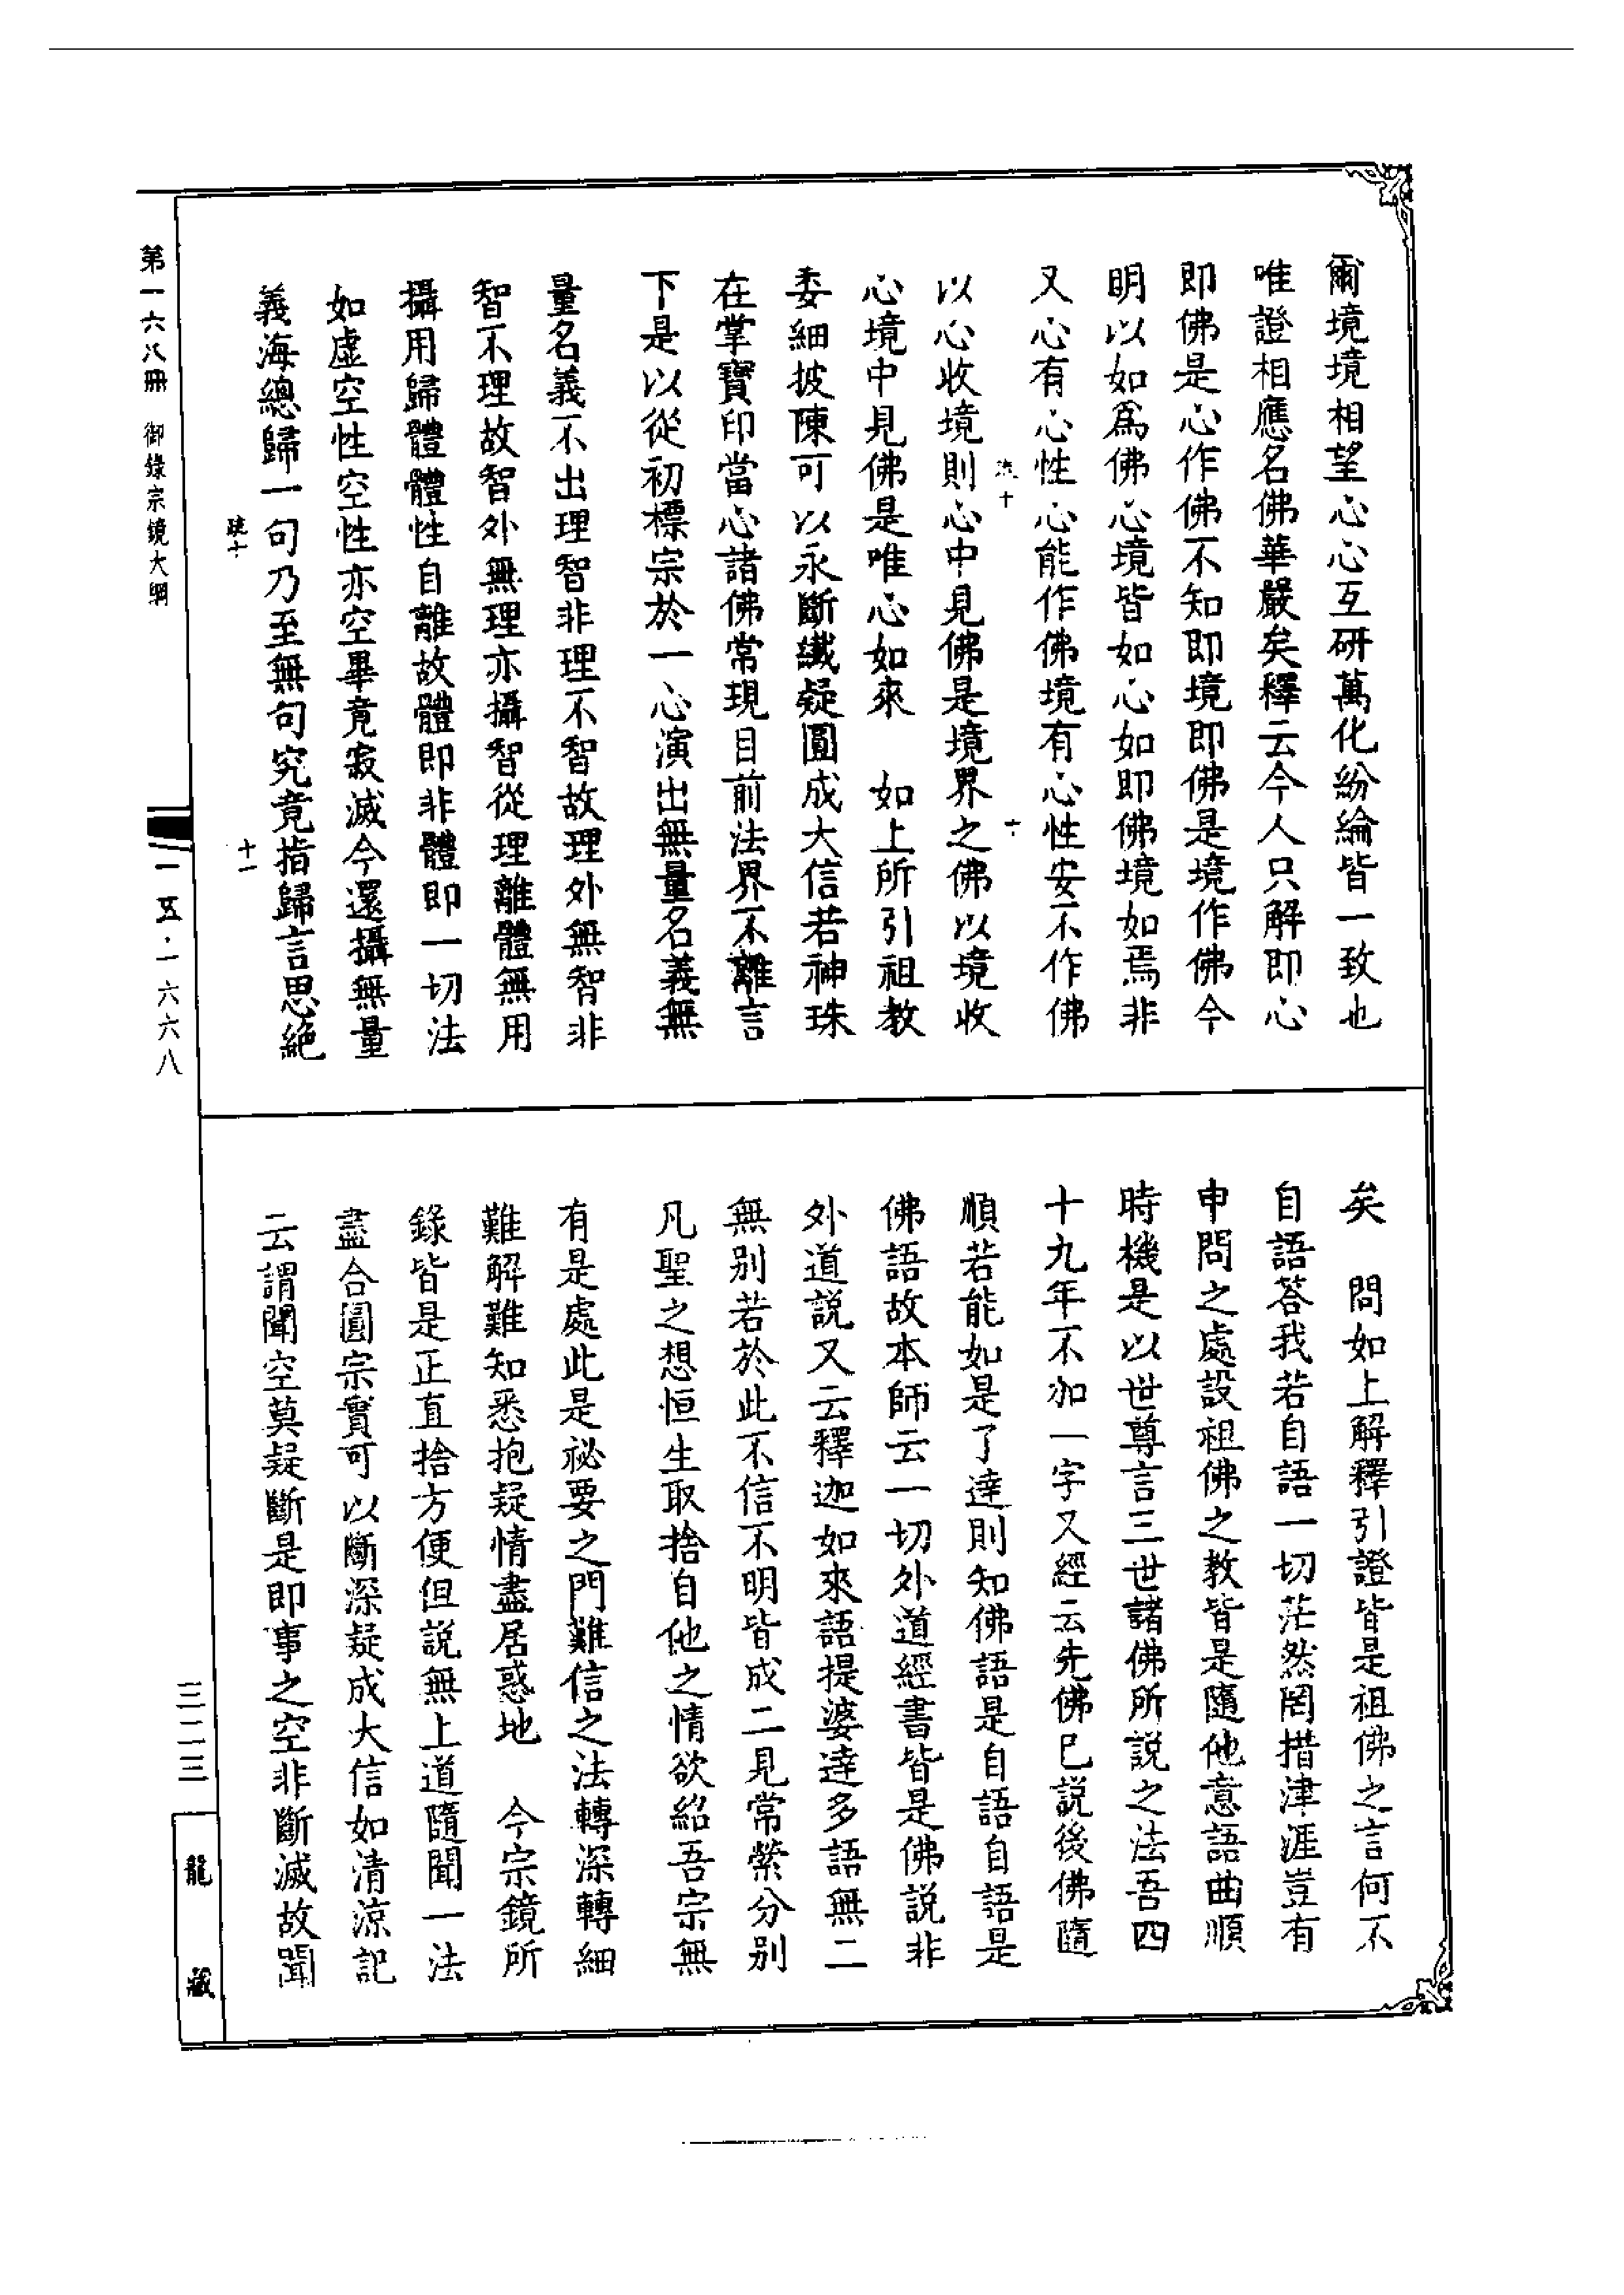 爾境境相望心心互研萬化紛綸皆一致也
唯證相應名佛華嚴矣釋云今人只解即心
即佛是心作佛不知即境即佛是境作佛今
明以如為佛心境皆如心如即佛境如焉非
又心有心性心能作佛境有心性安不作佛
以心收境則心中見佛是境界之佛以境收
心境中見佛是唯心如來　如上所引祖教
委細披陳可以永斷纖疑圓成大信若神珠
在掌寶印當心諸佛常現目前法界不離言
下是以從初標宗於一心演出無量名義無
量名義不出理智非理不智故理外無智非
智不理故智外無理亦攝智從理離體無用
攝用歸體體性自離故體即非體即一切法
如虛空性空性亦空畢竟寂滅今還攝無量
義海總歸一句乃至無句究竟指歸言思絕
十一
矣　問如上解釋引證皆是祖佛之言何不
自語答我若自語一切茫然罔措津涯豈有
申問之處設祖佛之教皆是隨他意語曲順
時機是以世尊言三世諸佛所說之法吾四
十九年不加一字又經云先佛已說後佛隨
順若能如是了達則知佛語是自語自語是
佛語故本師云一切外道經書皆是佛說非
外道說又云釋迦如來語提婆達多語無二
無別若於此不信不明皆成二見常縈分別
凡聖之想恒生取捨自他之情欲紹吾宗無
有是處此是祕要之門難信之法轉深轉細
難解難知悉抱疑情盡居惑地　今宗鏡所
錄皆是正直捨方便但說無上道隨聞一法
盡合圓宗實可以斷深疑成大信如清涼記
云謂聞空莫疑斷是即事之空非斷滅故聞
第一六八冊　御錄宗鏡大綱
一五·一六六八
三二三
龍藏